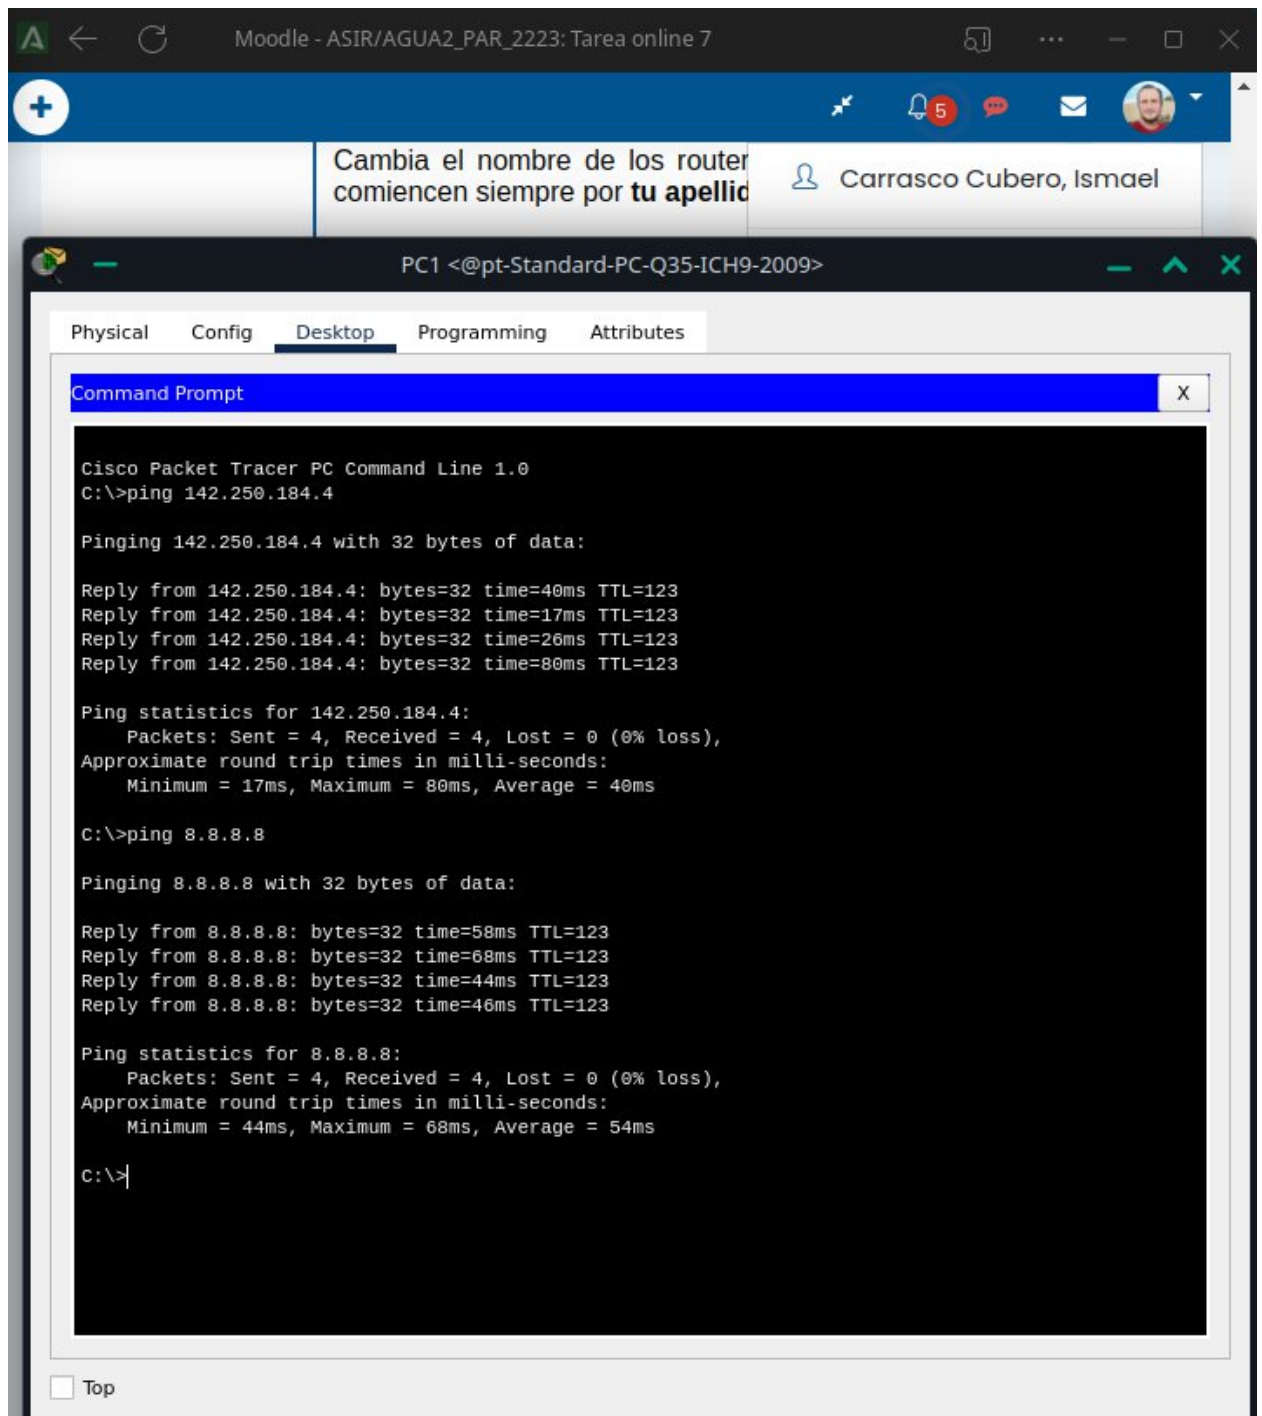 Moodle - ASIR/AGUA2_PAR_2223: Tarea online 7
5
Cambia el nombre de los router
comiencen siempre por tu apellid
Carrasco Cubero, Ismael
PC1 <@pt-Standard-PC-Q35-ICH9-2009>
Physical Config Desktop Programming Attributes
Command Prompt
X
Cisco Packet Tracer PC Command Line 1.0
C:\>ping 142.250.184.4
Pinging 142.250.184.4 with 32 bytes of data:
Reply from 142.250.184.4: bytes=32 time=40ms TTL=123
Reply from 142.250.184.4: bytes=32 time=17ms TTL=123
Reply from 142.250.184.4: bytes=32 time=26ms TTL=123
Reply from 142.250.184.4: bytes=32 time=80ms TTL=123
Ping statistics for 142.250.184.4:
Packets: Sent = 4, Received = 4, Lost = 0 (0% loss),
Approximate round trip times in milli-seconds:
Minimum = 17ms, Maximum = 80ms, Average = 40ms
C:\>ping 8.8.8.8
Pinging 8.8.8.8 with 32 bytes of data:
Reply from 8.8.8.8: bytes=32 time=58ms TTL=123
Reply from 8.8.8.8: bytes=32 time=68ms TTL=123
Reply from 8.8.8.8: bytes=32 time=44ms TTL=123
Reply from 8.8.8.8: bytes=32 time=46ms TTL=123
Ping statistics for 8.8.8.8:
Packets: Sent = 4, Received = 4, Lost = 0 (0% loss),
Approximate round trip times in milli-seconds:
Minimum = 44ms, Maximum = 68ms, Average = 54ms
C:\>
Top